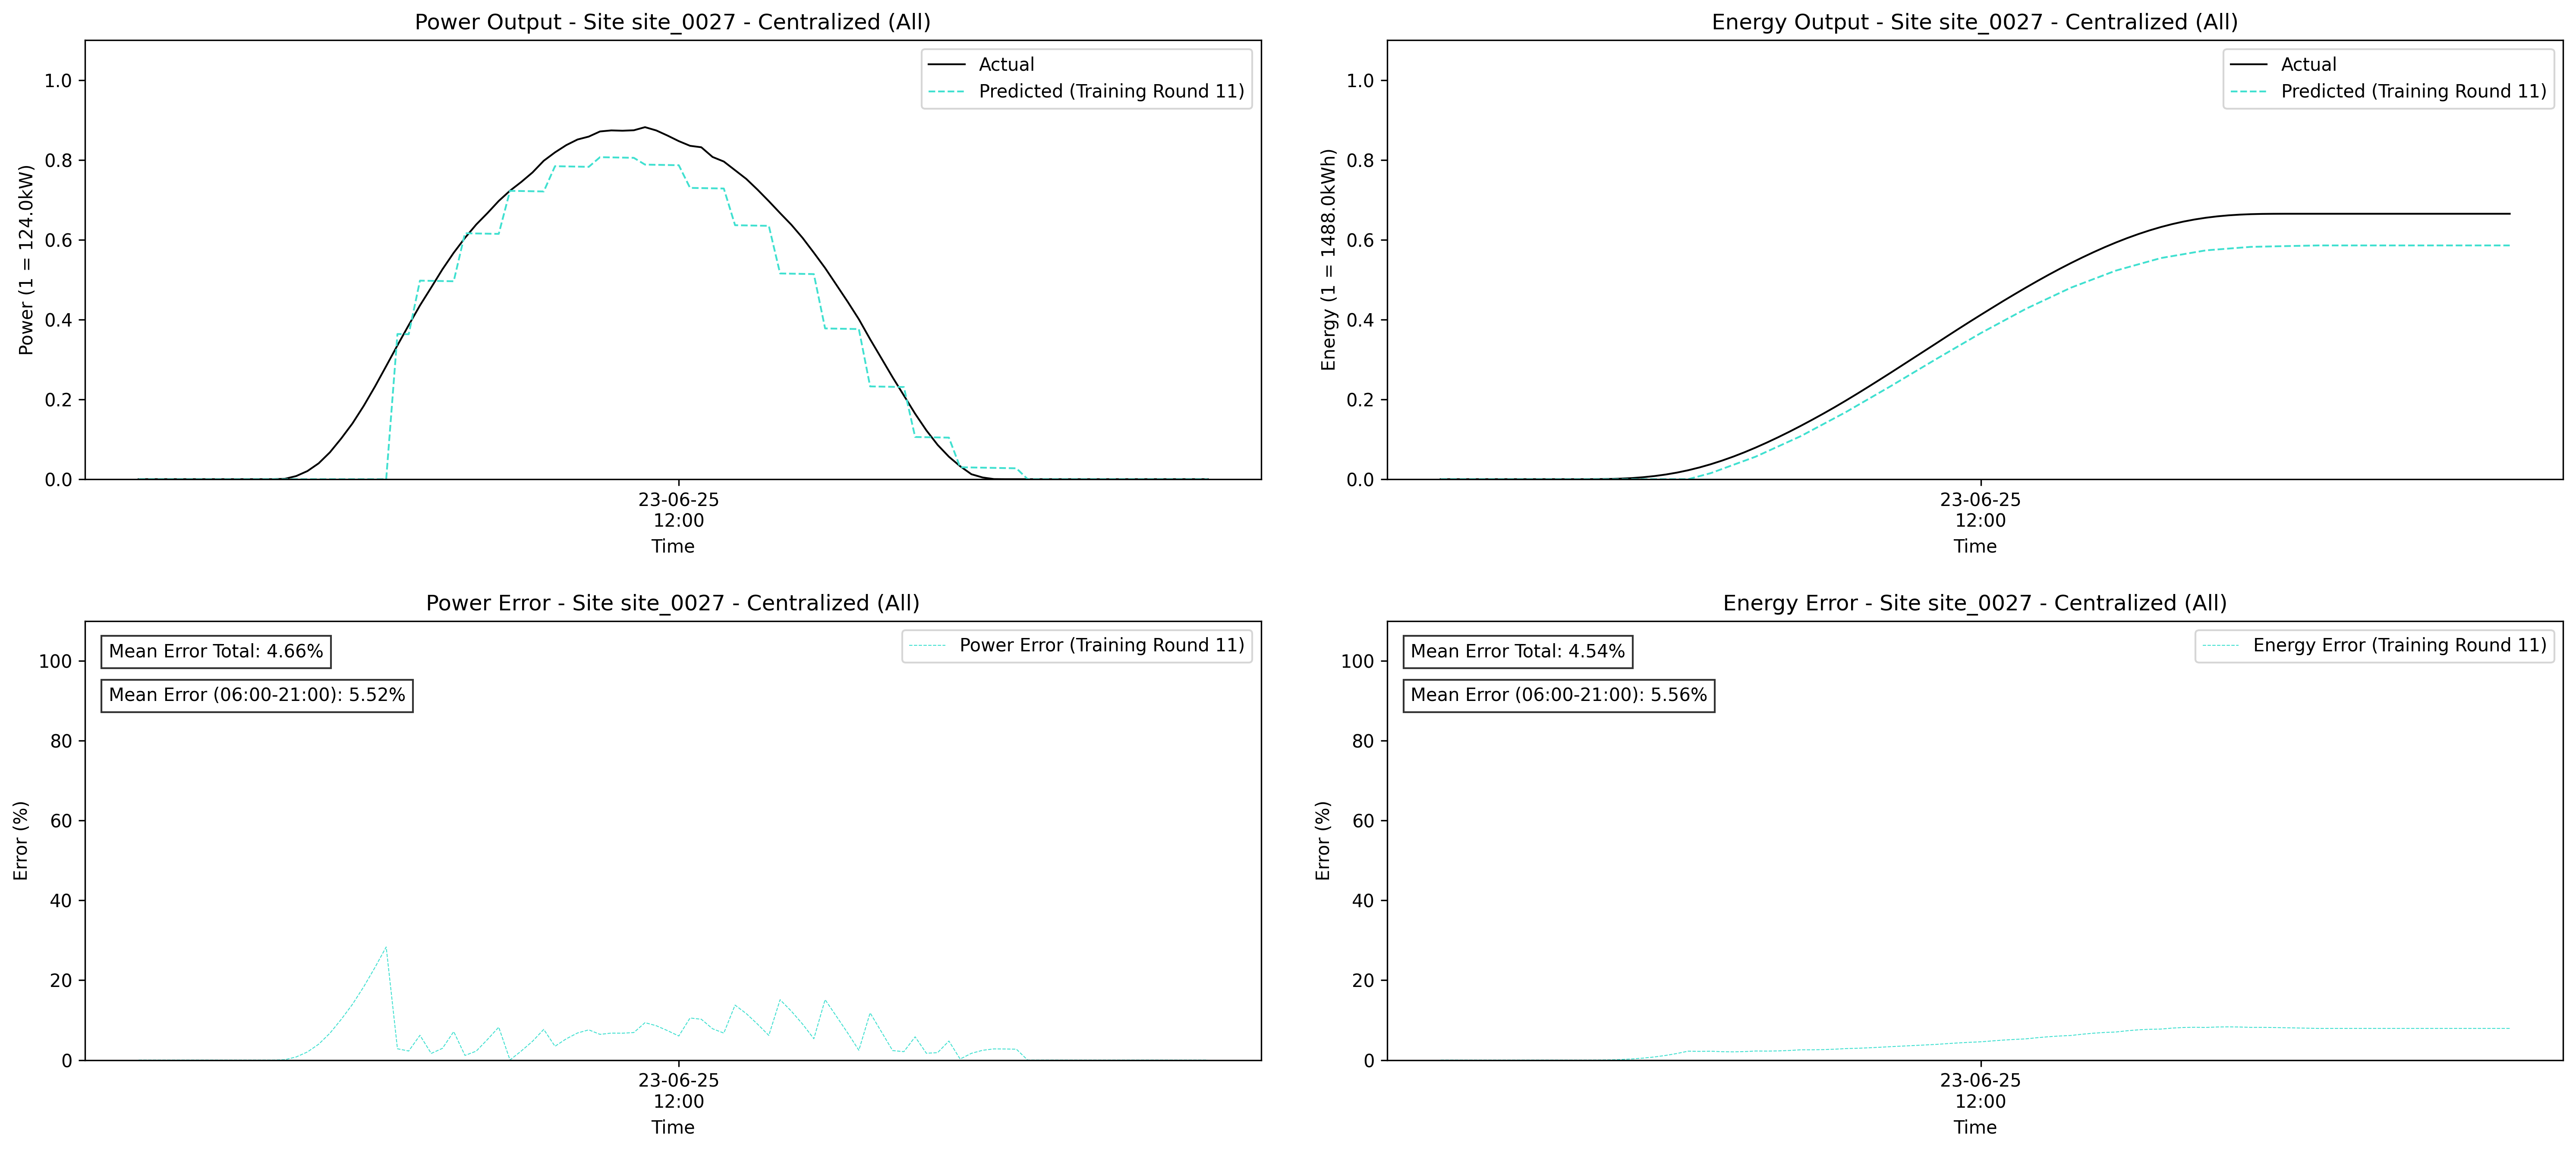 Power Output - Site site_0027 - Centralized (All)
Actual
Predicted (Training Round 11)
Power (1 = 124.0kW)
1.0
0.8
0.6
0.4
0.2
0.0
23-06-25
12:00
Time
Energy Output - Site site_0027 - Centralized (All)
Actual
Predicted (Training Round 11)
Energy (1 = 1488.0kWh)
1.0
0.8
0.6
0.4
0.2
0.0
23-06-25
12:00
Time
Power Error - Site site_0027 - Centralized (All)
Mean Error Total: 4.66%
Mean Error (06:00-21:00): 5.52%
Power Error (Training Round 11)
Error (%)
100
80
60
40
20
0
23-06-25
12:00
Time
Energy Error - Site site_0027 - Centralized (All)
Mean Error Total: 4.54%
Mean Error (06:00-21:00): 5.56%
Energy Error (Training Round 11)
Error (%)
100
80
60
40
20
0
23-06-25
12:00
Time